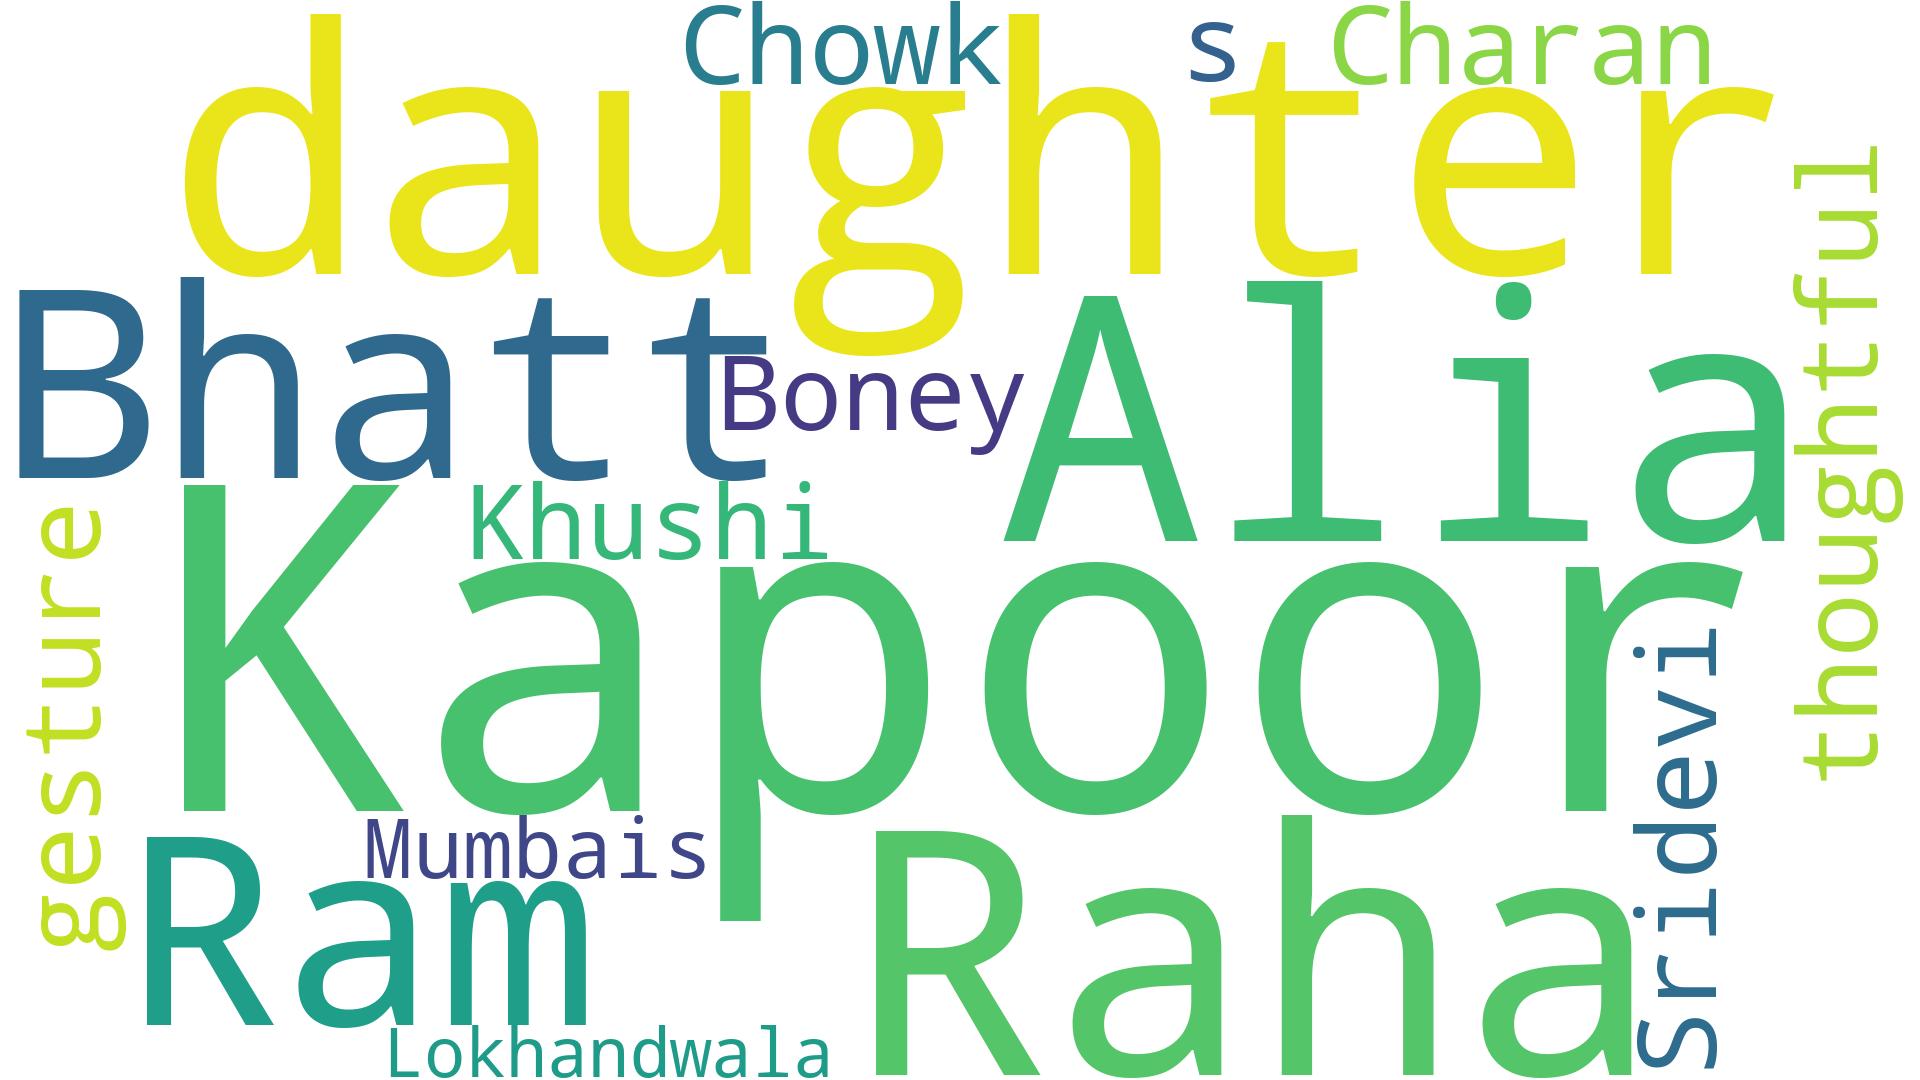 Chowk s Charan
daughter
thoughtful
Bhatt
Boney
Alia
Khushi
gesture
Kapoor
Sridevi
Mumbais
Ram
Raha
Lokhandwala